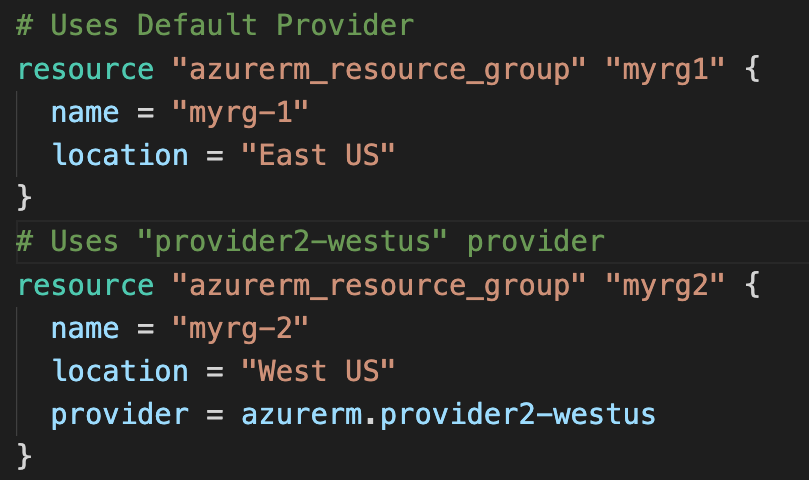 # Uses Default Provider
resource "azurerm_resource_group" "myrg1" {
  name = "myrg-1"
  location = "East US"
}
# Uses "provider2-westus" provider
resource "azurerm_resource_group" "myrg2" {
  name = "myrg-2"
  location = "West US"
  provider = azurerm.provider2-westus
}